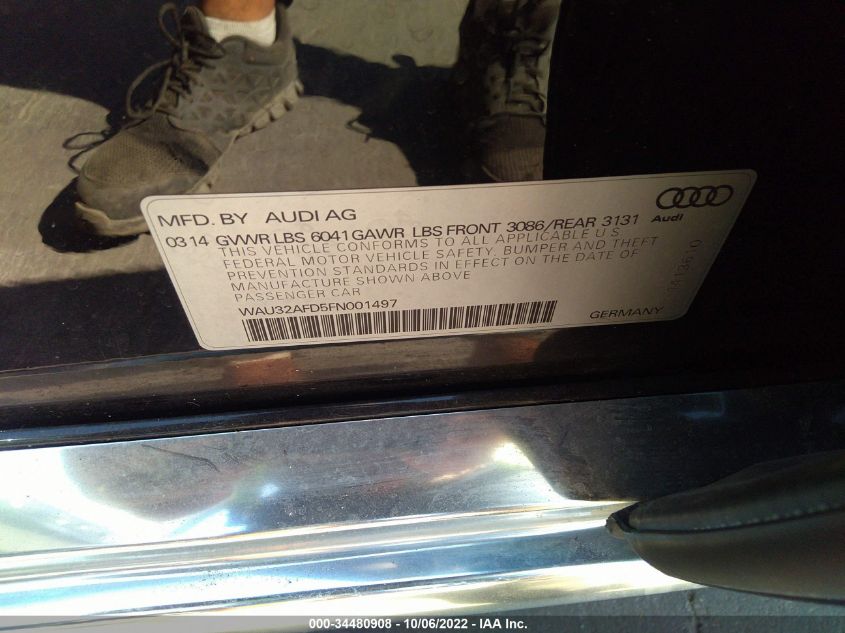 MFD. BY AUDI AG
0314 GVWR LBS 6041 GAWR LBS FRONT 3086/REAR 3131
THIS VEHICLE CONFORMS TO ALL APPLICABLE U S
FEDERAL MOTOR VEHICLE SAFETY, BUMPER AND THEFT
PREVENTION STANDARDS IN EFFECT ON THE DATE OF
MANUFACTURE SHOWN ABOVE
PASSENGER CAR
WAU32AFD5FN001497
Audi
GERMANY
000-34480908 - 10/06/2022 - IAA Inc.